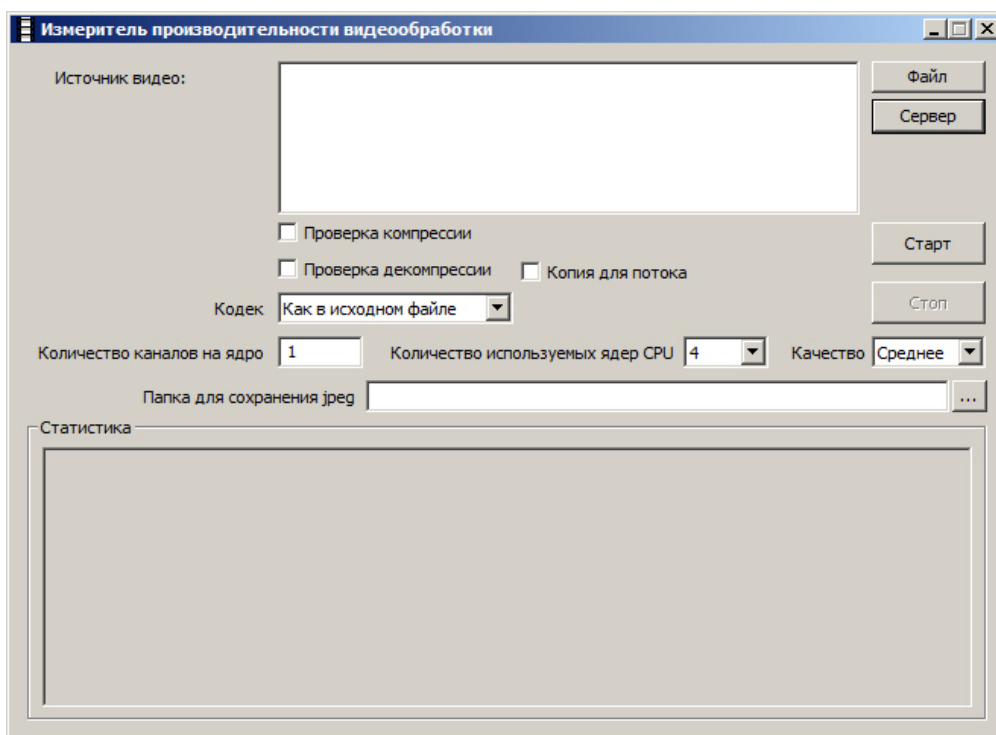 Измеритель производительности видеообработки
Источник видео:
Файл
Сервер
Проверка компрессии
Старт
Проверка декомпрессии
Копия для потока
Кодек
Как в исходном файле
Стоп
Количество каналов на ядро
1
Количество используемых ядер CPU
4
Качество
Среднее
Папка для сохранения jpeg
...
Статистика